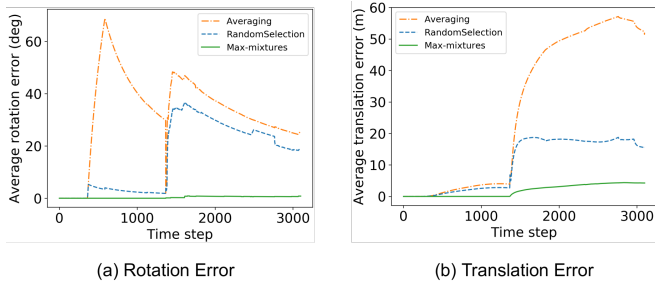 Average rotation error (deg)
60
40
20
0
Averaging
RandomSelection
Max-mixtures
0
1000
2000
3000
Time step
(a) Rotation Error
Average translation error (m)
60
50
40
30
20
10
0
Averaging
RandomSelection
Max-mixtures
0
1000
2000
3000
Time step
(b) Translation Error